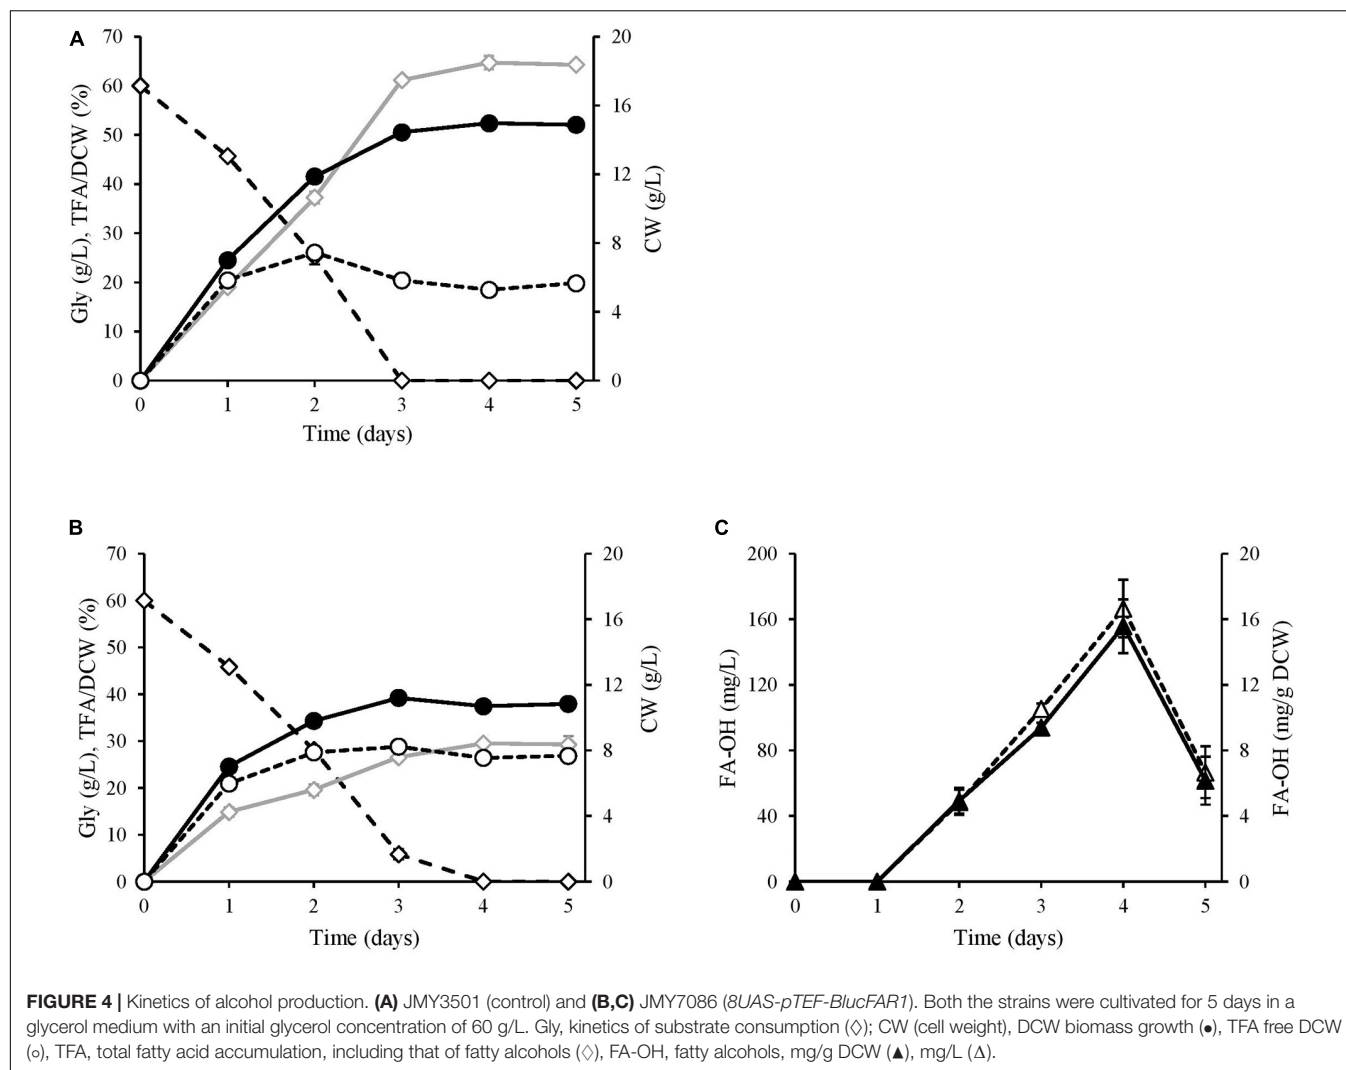 A
70
60
50
40
30
20
10
0
Gly (g/L), TFA/DCW (%)
20
16
12
8
4
0
CW (g/L)
0 1 2 3 4 5
Time (days)
B
70
60
50
40
30
20
10
0
Gly (g/L), TFA/DCW (%)
20
16
12
8
4
0
CW (g/L)
0 1 2 3 4 5
Time (days)
C
200
160
120
80
40
0
FA-OH (mg/L)
20
16
12
8
4
0
FA-OH (mg/g DCW)
0 1 2 3 4 5
Time (days)
FIGURE 4 | Kinetics of alcohol production. (A) JMY3501 (control) and (B,C) JMY7086 (8UAS-pTEF-BlucFAR1). Both the strains were cultivated for 5 days in a
glycerol medium with an initial glycerol concentration of 60 g/L. Gly, kinetics of substrate consumption (◇); CW (cell weight), DCW biomass growth (●), TFA free DCW
(○), TFA, total fatty acid accumulation, including that of fatty alcohols (◇), FA-OH, fatty alcohols, mg/g DCW (▲), mg/L (Δ).